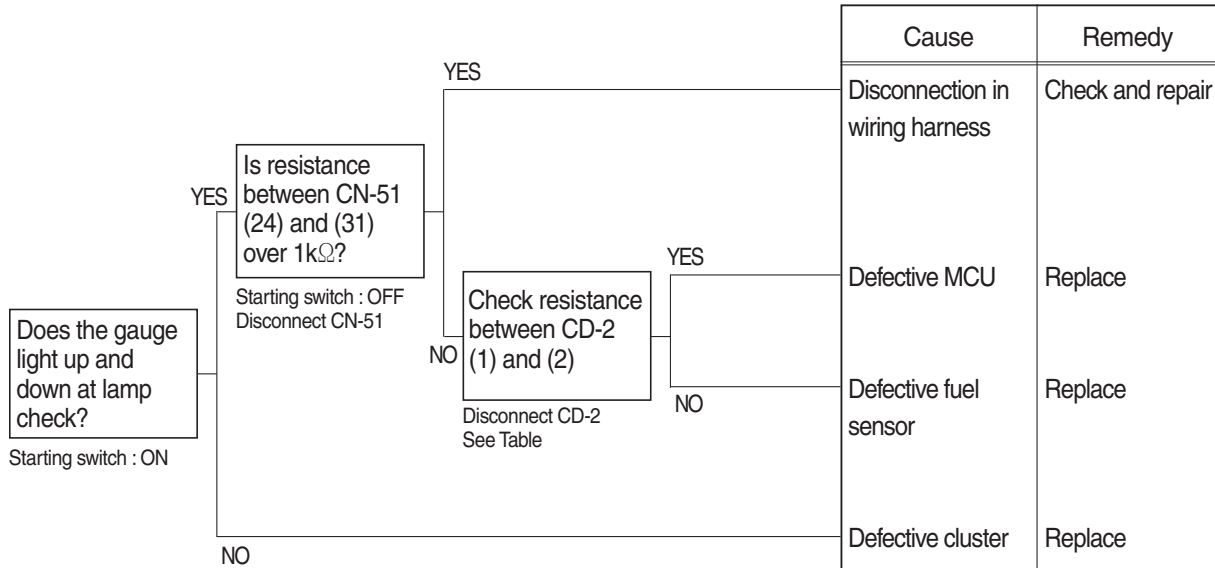 Cause
Remedy
YES
Disconnection in
wiring harness
Check and repair
Is resistance
between CN-51
(24) and (31)
over 1kΩ?
YES
Starting switch : OFF
Disconnect CN-51
YES
Defective MCU
Replace
Check resistance
between CD-2
(1) and (2)
NO
Does the gauge
light up and
down at lamp
check?
Starting switch : ON
Disconnect CD-2
See Table
NO
Defective fuel
sensor
Replace
NO
Defective cluster
Replace